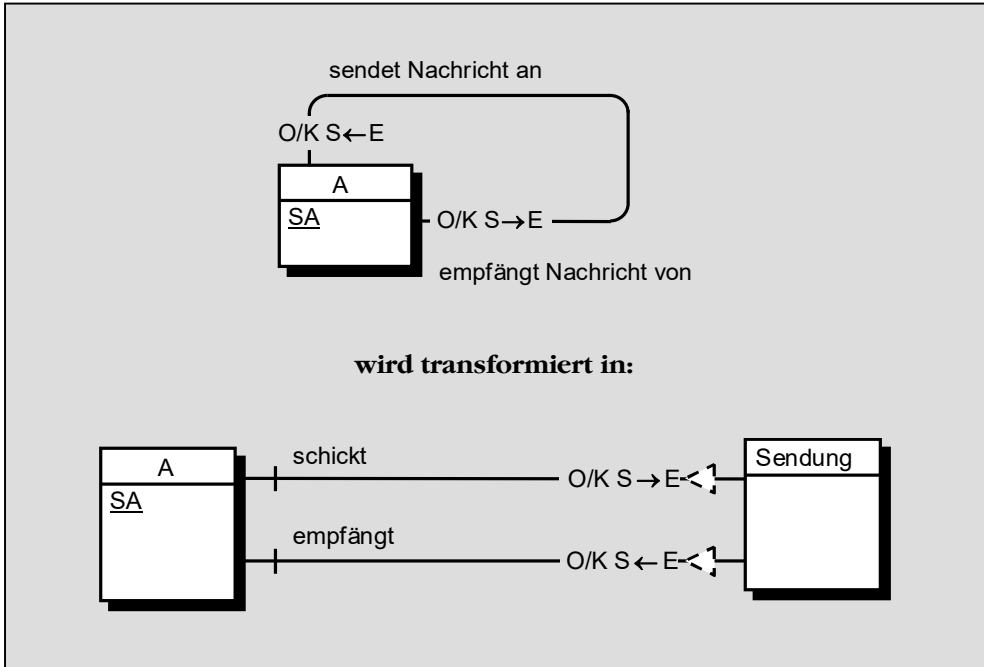 sendet Nachricht an
O/K S←E
A
SA
O/K S→E
empfängt Nachricht von
wird transformiert in:
A
SA
schickt
O/K S→E
Sendung
empfängt
O/K S←E